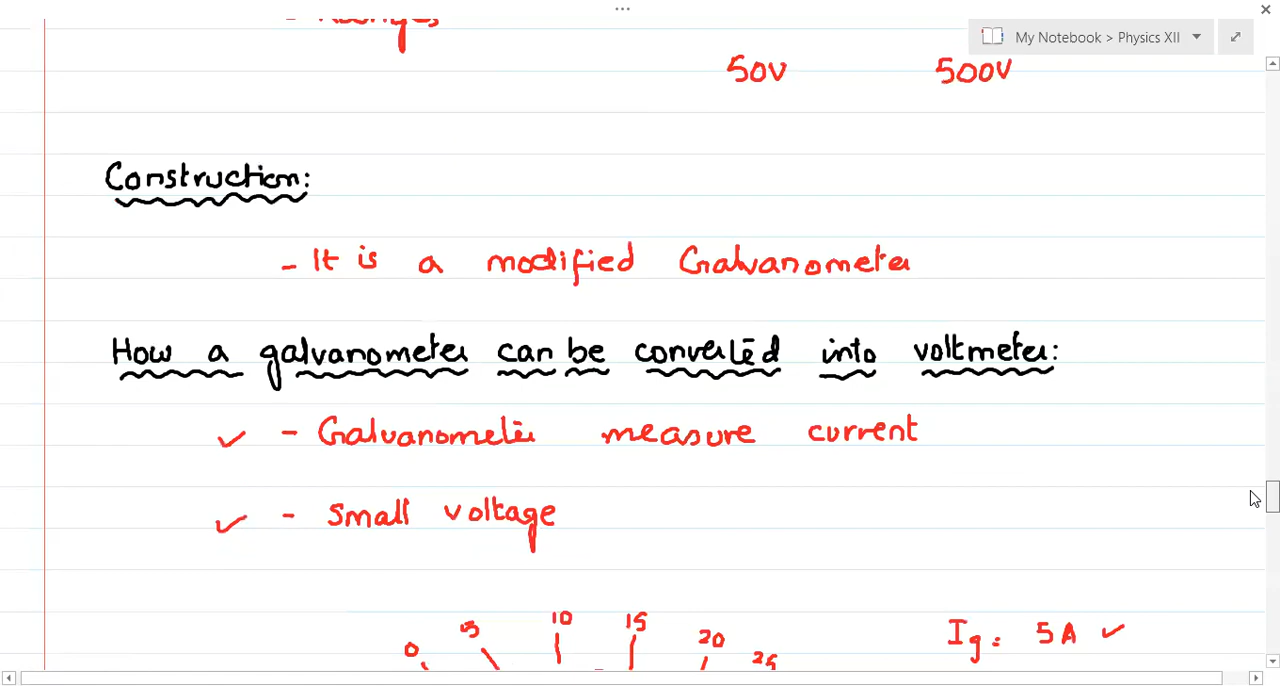 - Ranges
My Notebook > Physics XII
50V 500V
Construction:
- It is a modified Galvanometer
How a galvanometer can be converted into voltmeter:
- Galvanometer measure current
- Small voltage
0 5 10 15 20 25
Ig = 5A